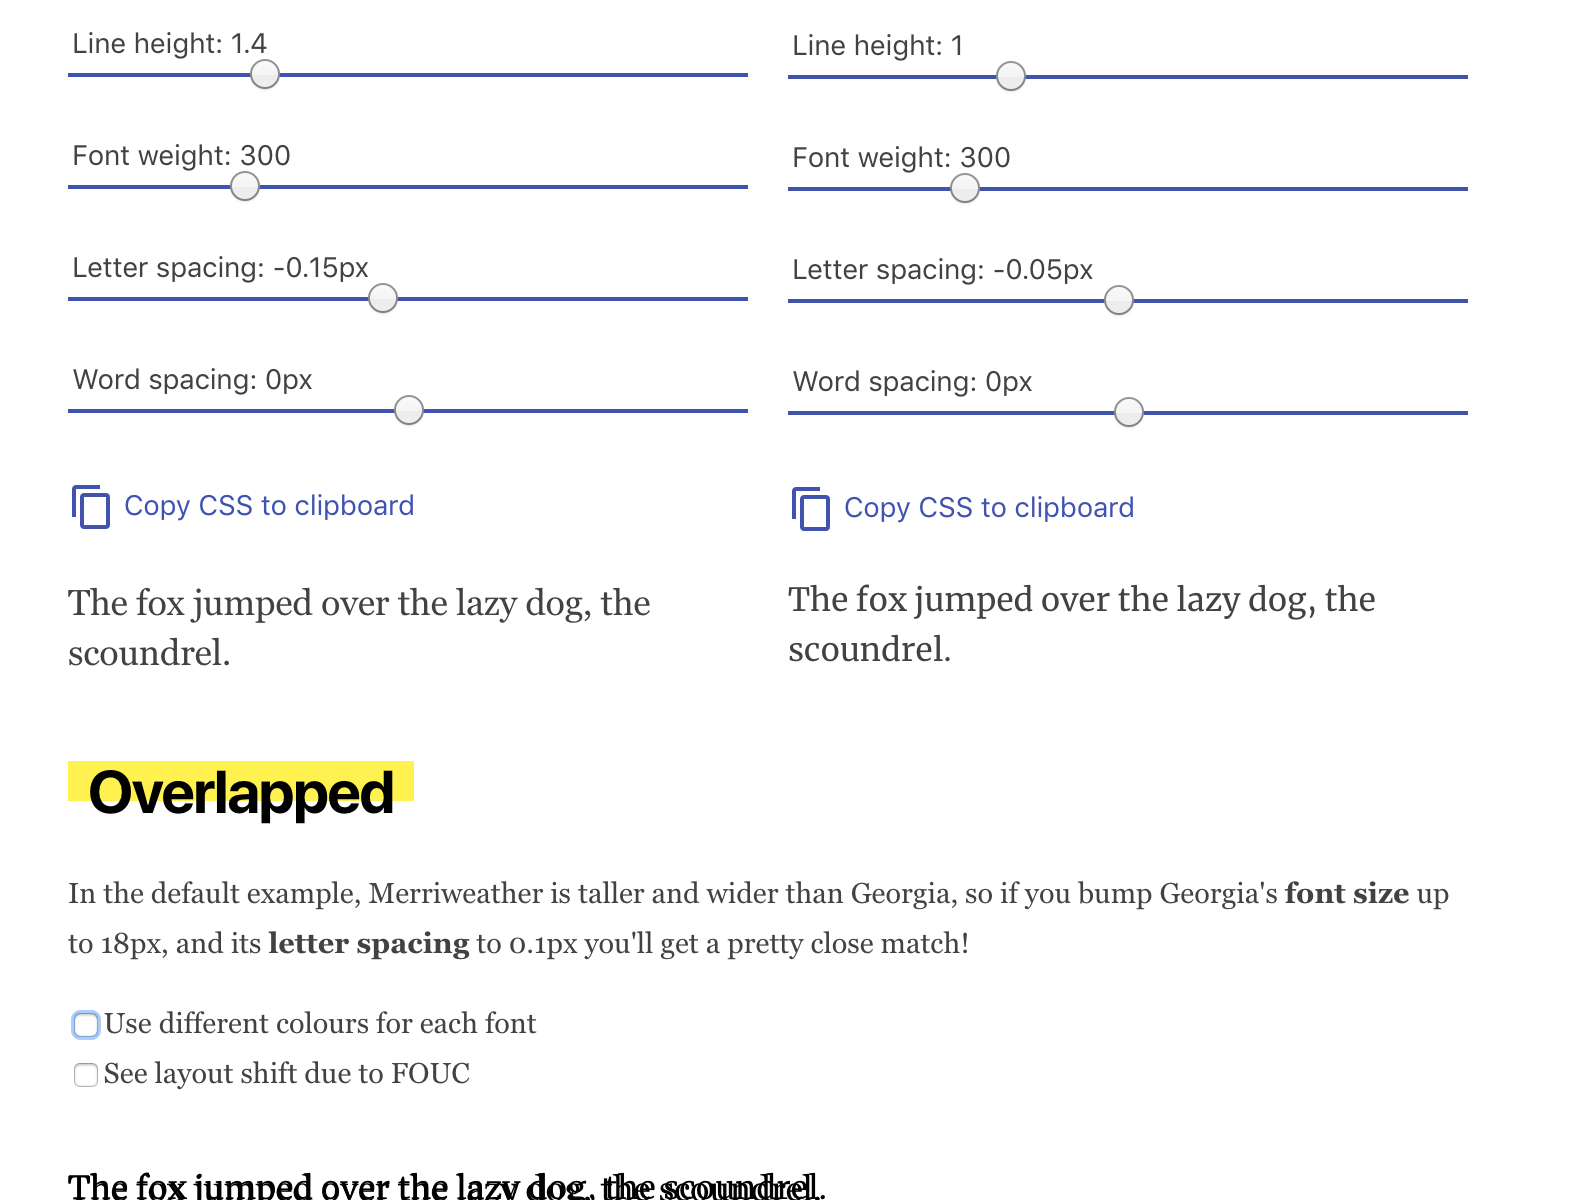 Line height: 1.4
Font weight: 300
Letter spacing: -0.15px
Word spacing: 0px
Copy CSS to clipboard
The fox jumped over the lazy dog, the
scoundrel.
Line height: 1
Font weight: 300
Letter spacing: -0.05px
Word spacing: 0px
Copy CSS to clipboard
The fox jumped over the lazy dog, the
scoundrel.
Overlapped
In the default example, Merriweather is taller and wider than Georgia, so if you bump Georgia's font size up
to 18px, and its letter spacing to 0.1px you'll get a pretty close match!
Use different colours for each font
See layout shift due to FOUC
The fox jumped over the lazy dog, the scoundrel.